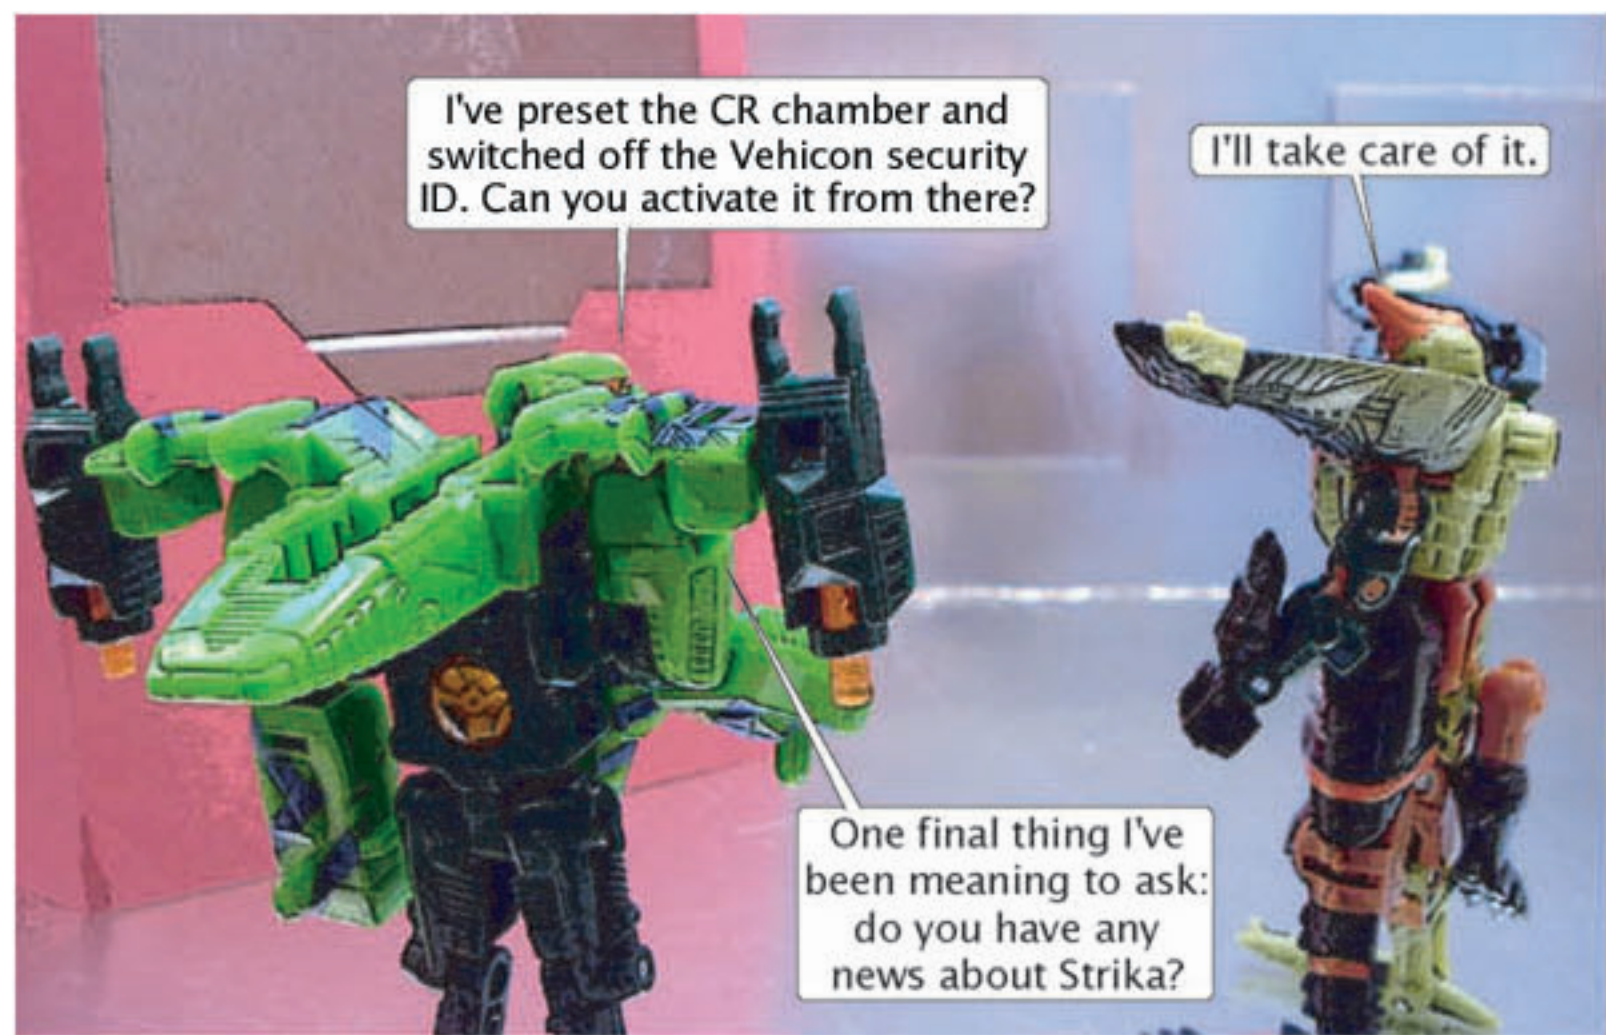 I've preset the CR chamber and
switched off the Vehicon security
ID. Can you activate it from there?
I'll take care of it.
One final thing I've
been meaning to ask:
do you have any
news about Strika?